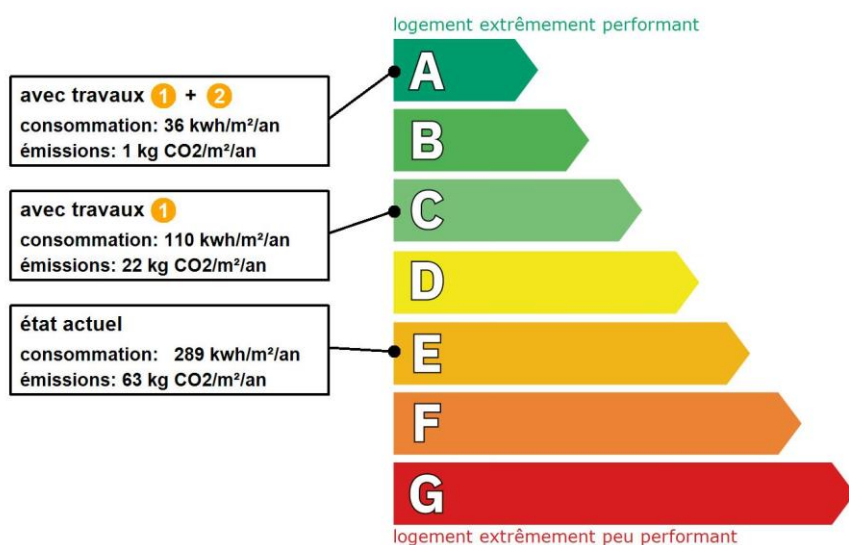 logement extrêmement performant
A
avec travaux 1 + 2
consommation: 36 kwh/m²/an
émissions: 1 kg CO2/m²/an
B
avec travaux 1
consommation: 110 kwh/m²/an
émissions: 22 kg CO2/m²/an
C
D
état actuel
consommation: 289 kwh/m²/an
émissions: 63 kg CO2/m²/an
E
F
G
logement extrêmement peu performant